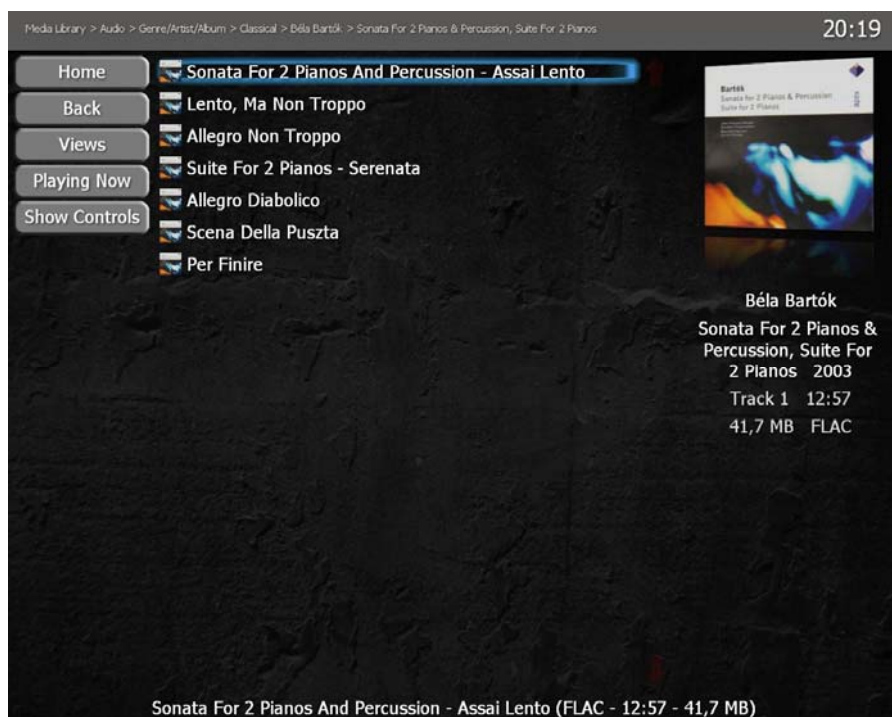 Media Library > Audio > Genre/Artist/Album > Classical > Béla Bartók > Sonata For 2 Pianos & Percussion, Suite For 2 Pianos
20:19
Home
Back
Views
Playing Now
Show Controls
Sonata For 2 Pianos And Percussion - Assai Lento
Lento, Ma Non Troppo
Allegro Non Troppo
Suite For 2 Pianos - Serenata
Allegro Diabolico
Scena Della Puszta
Per Finire
Bartók
Sonata for 2 Pianos & Percussion
Suite for 2 Pianos
Béla Bartók
Sonata For 2 Pianos &
Percussion, Suite For
2 Pianos 2003
Track 1 12:57
41,7 MB FLAC
Sonata For 2 Pianos And Percussion - Assai Lento (FLAC - 12:57 - 41,7 MB)